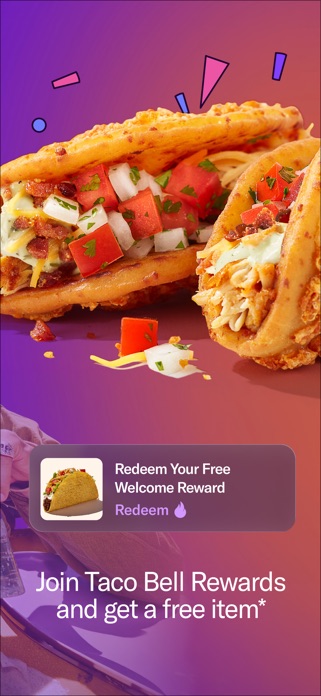 Redeem Your Free
Welcome Reward
Redeem
Join Taco Bell Rewards
and get a free item*